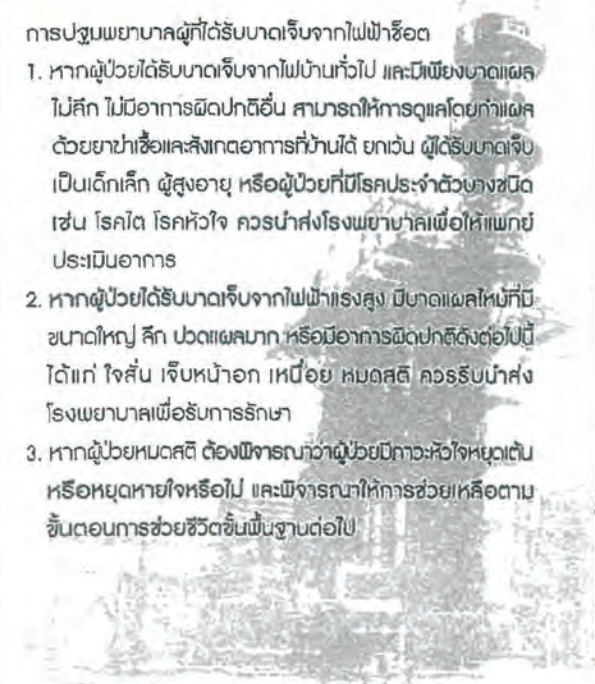 การปฐมพยาบาลผู้ที่ได้รับบาดเจ็บจากไฟฟ้าช็อต
1. หากผู้ป่วยได้รับบาดเจ็บจากไฟบ้านทั่วไป และมีเพียงบาดแผล
ไม่ลึก ไม่มีอาการผิดปกติอื่น สามารถให้การดูแลโดยทำแผล
ด้วยยาฆ่าเชื้อและสังเกตอาการที่บ้านได้ ยกเว้น ผู้ได้รับบาดเจ็บ
เป็นเด็กเล็ก ผู้สูงอายุ หรือผู้ป่วยที่มีโรคประจำตัวบางชนิด
เช่น โรคไต โรคหัวใจ ควรนำส่งโรงพยาบาลเพื่อให้แพทย์
ประเมินอาการ
2. หากผู้ป่วยได้รับบาดเจ็บจากไฟฟ้าแรงสูง มีบาดแผลไหม้ที่มี
ขนาดใหญ่ ลึก ปวดแผลมาก หรือมีอาการผิดปกติดังต่อไปนี้
ได้แก่ ใจสั่น เจ็บหน้าอก เหนื่อย หมดสติ ควรรีบนำส่ง
โรงพยาบาลเพื่อรับการรักษา
3. หากผู้ป่วยหมดสติ ต้องพิจารณาว่าผู้ป่วยมีภาวะหัวใจหยุดเต้น
หรือหยุดหายใจหรือไม่ และพิจารณาให้การช่วยเหลือตาม
ขั้นตอนการช่วยชีวิตขั้นพื้นฐานต่อไป